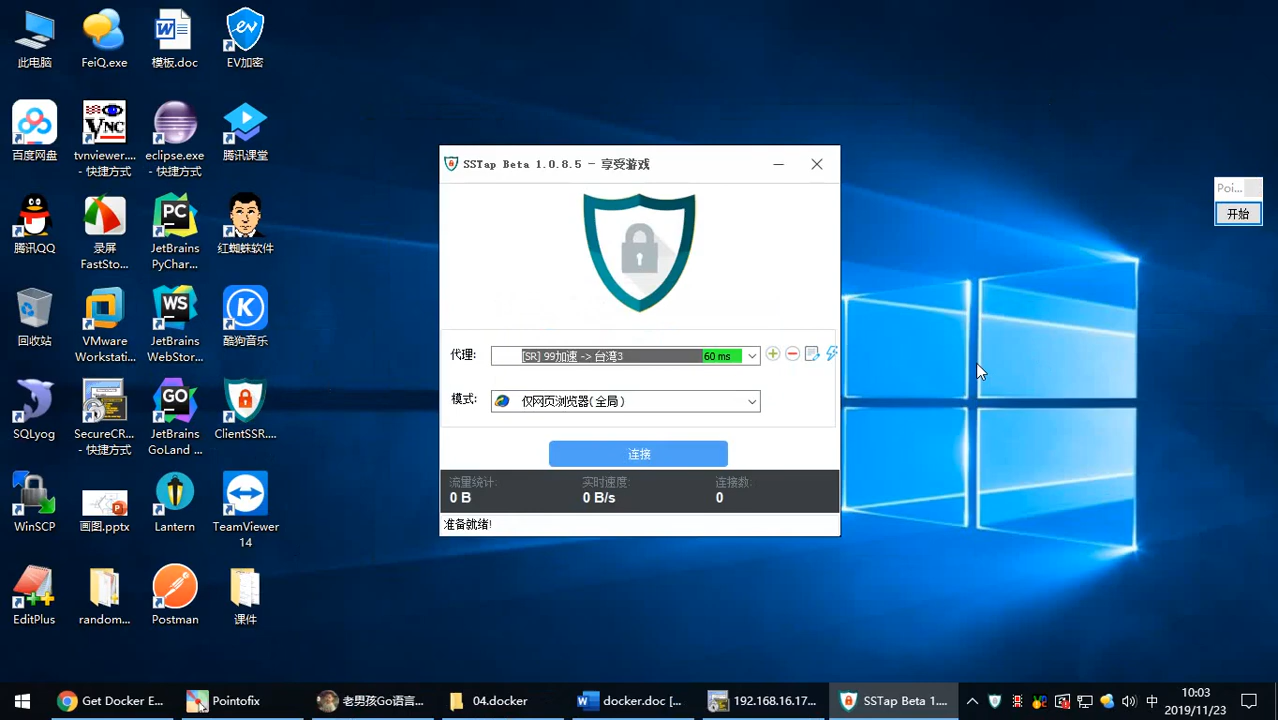 此电脑
FeiQ.exe
模板.doc
EV加密
百度网盘
tvnviewer....
- 快捷方式
eclipse.exe
- 快捷方式
腾讯课堂
腾讯QQ
录屏
FastSto...
JetBrains
PyChar...
红蜘蛛软件
回收站
VMware
Workstati...
JetBrains
WebStor...
酷狗音乐
SQLyog
SecureCR...
- 快捷方式
JetBrains
GoLand ...
ClientSSR....
WinSCP
画图.pptx
Lantern
TeamViewer
14
EditPlus
random...
Postman
课件
SSTap Beta 1.0.8.5 - 享受游戏
代理:
[SR] 99加速 -> 台湾3
60 ms
模式:
仅网页浏览器(全局)
连接
流量统计:
实时速度:
连接数:
0 B
0 B/s
0
准备就绪!
Poi...
开始
Get Docker E...
Pointofix
老男孩Go语言...
04.docker
docker.doc [...
192.168.16.17...
SSTap Beta 1....
中
10:03
2019/11/23